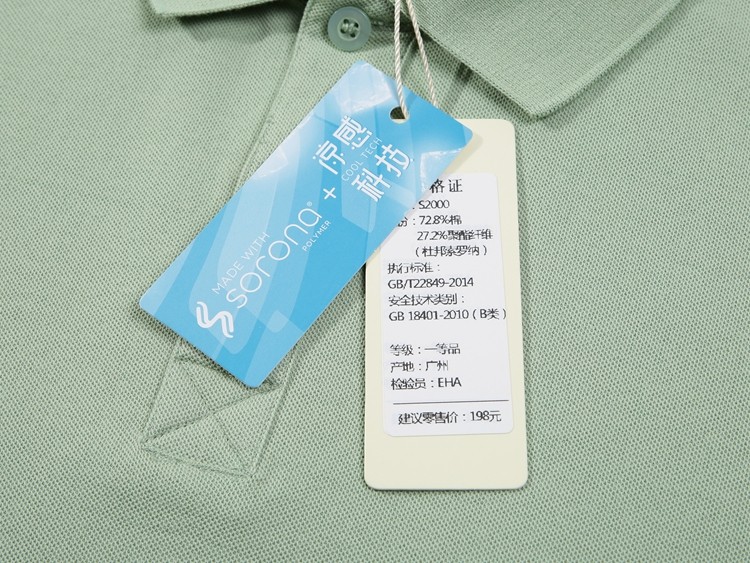 凉感
COOL TECH
科技
+
MADE WITH
sorona®
POLYMER
格证
: S2000
: 72.8%棉
27.2%聚酯纤维
(杜邦索罗纳)
执行标准:
GB/T22849-2014
安全技术类别:
GB 18401-2010(B类)
等级:一等品
产地:广州
检验员:EHA
建议零售价:198元